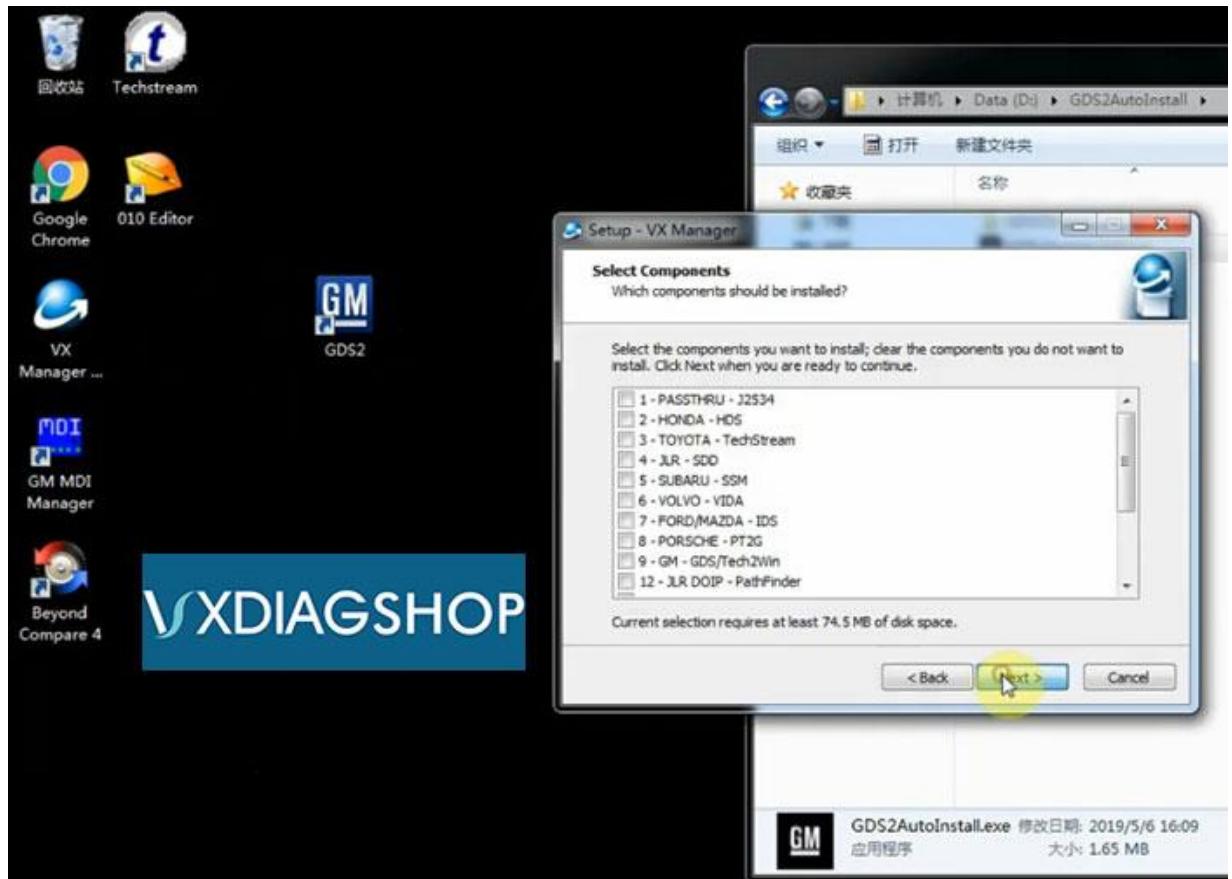 回收站
Techstream
Google
Chrome
010 Editor
VX
Manager ...
GM
GDS2
MDI
GM MDI
Manager
Beyond
Compare 4
VXDIAGSHOP
计算机 ▸ Data (D:) ▸ GDS2AutoInstall ▸
组织 ▾ 打开 新建文件夹
收藏夹
名称
Setup - VX Manager
Select Components
Which components should be installed?
Select the components you want to install; clear the components you do not want to
install. Click Next when you are ready to continue.
1 - PASSTHRU - J2534
2 - HONDA - HDS
3 - TOYOTA - TechStream
4 - JLR - SDD
5 - SUBARU - SSM
6 - VOLVO - VIDA
7 - FORD/MAZDA - IDS
8 - PORSCHE - PT2G
9 - GM - GDS/Tech2Win
12 - JLR DOIP - PathFinder
Current selection requires at least 74.5 MB of disk space.
< Back Next > Cancel
GM
GDS2AutoInstall.exe 修改日期: 2019/5/6 16:09
应用程序 大小: 1.65 MB